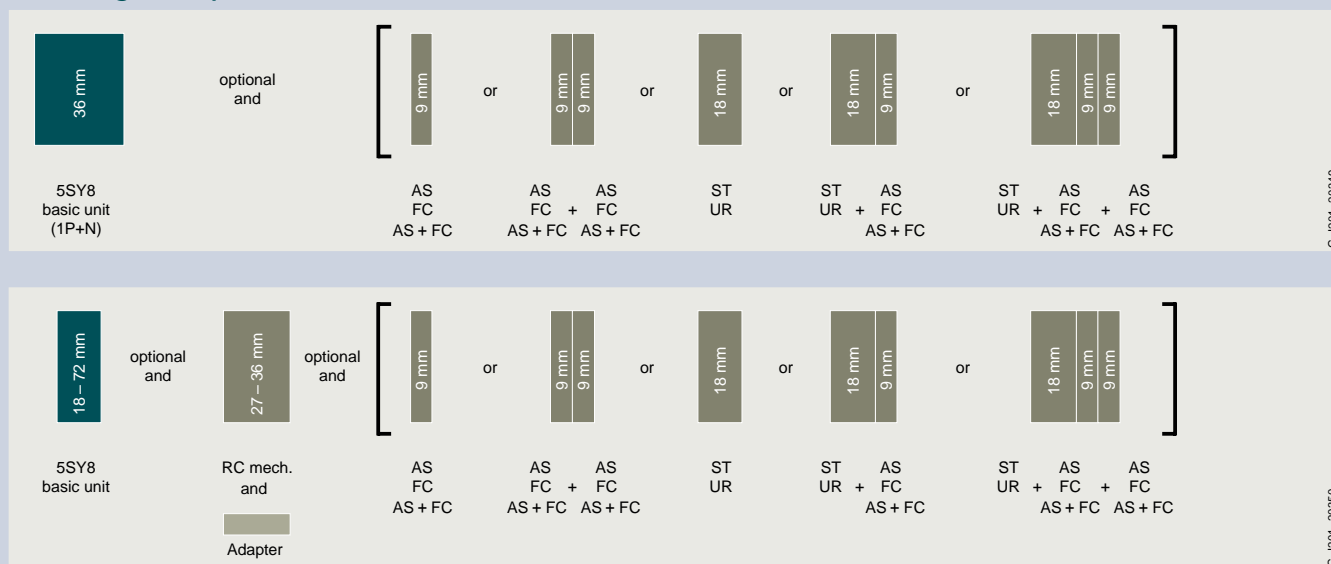 36 mm
optional
and
9 mm
or
9 mm 9 mm
or
18 mm
or
18 mm 9 mm
or
18 mm 9 mm 9 mm
5SY8
basic unit
(1P+N)
AS
FC
AS + FC
AS AS
FC + FC
AS + FC AS + FC
ST
UR
ST AS
UR + FC
AS + FC
ST AS AS
UR + FC + FC
AS + FC AS + FC
18 – 72 mm
optional
and
27 – 36 mm
optional
and
9 mm
or
9 mm 9 mm
or
18 mm
or
18 mm 9 mm
or
18 mm 9 mm 9 mm
5SY8
basic unit
RC mech.
and
Adapter
AS
FC
AS + FC
AS AS
FC + FC
AS + FC AS + FC
ST
UR
ST AS
UR + FC
AS + FC
ST AS AS
UR + FC + FC
AS + FC AS + FC